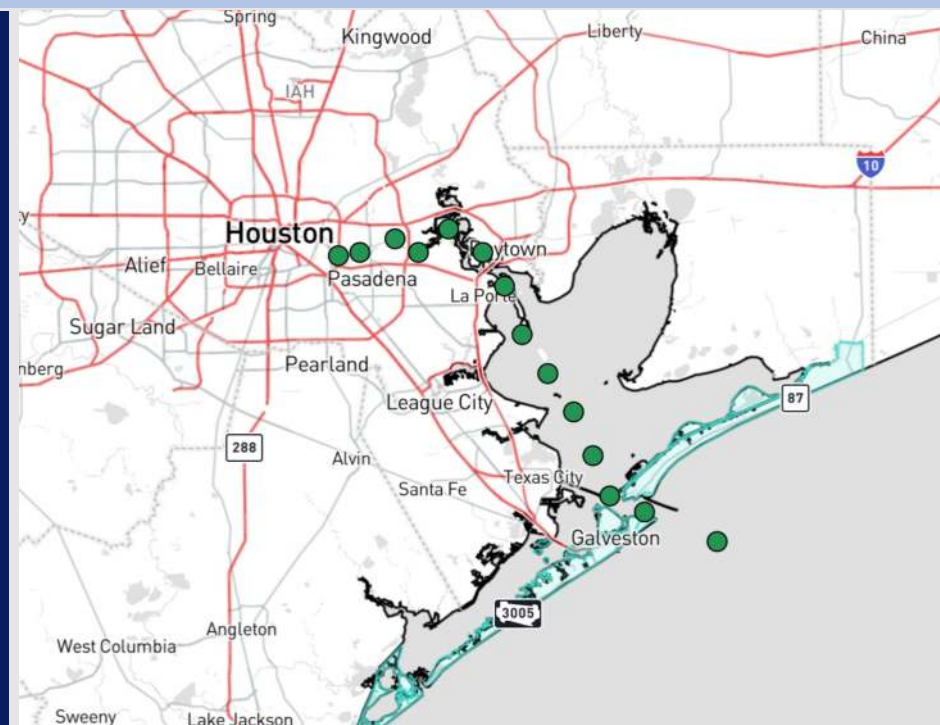 Spring
Kingwood
Liberty
China
IAH
10
Houston
Alief
Bellaire
Pasadena
La Porte
Sugar Land
Pearland
League City
87
288
Alvin
Texas City
Santa Fe
Galveston
3005
Angleton
West Columbia
Sweeny
Lake Jackson